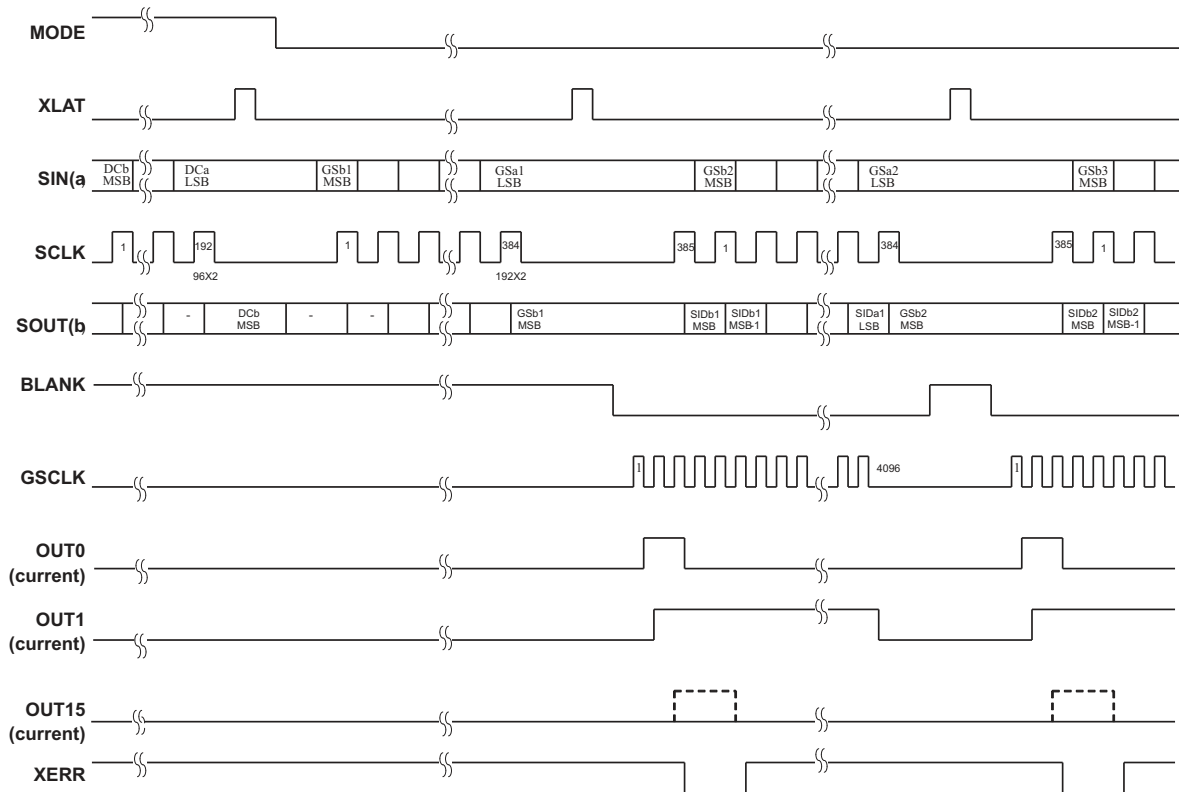 MODE
XLAT
SIN(a)
DCb
MSB
DCa
LSB
GSb1
MSB
GSa1
LSB
GSb2
MSB
GSa2
LSB
GSb3
MSB
SCLK
1
192
96X2
1
384
192X2
385
1
384
385
1
SOUT(b)
-
DCb
MSB
-
-
GSb1
MSB
SIDb1
MSB
SIDb1
MSB-1
SIDa1
LSB
GSb2
MSB
SIDb2
MSB
SIDb2
MSB-1
BLANK
GSCLK
1
4096
1
OUT0
(current)
OUT1
(current)
OUT15
(current)
XERR